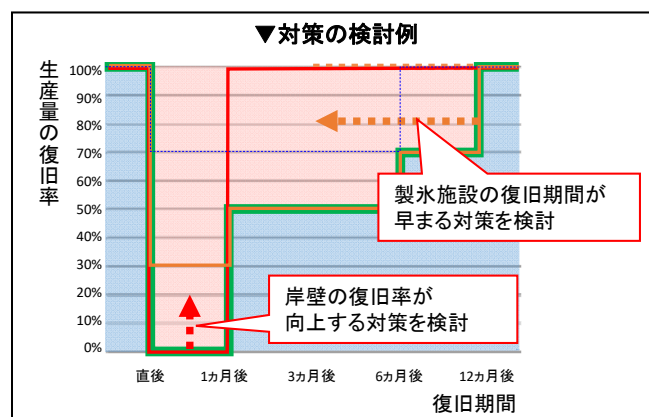 ▼対策の検討例
生産量の復旧率
100%
90%
80%
70%
60%
50%
40%
30%
20%
10%
0%
製氷施設の復旧期間が
早まる対策を検討
岸壁の復旧率が
向上する対策を検討
直後
1ヵ月後
3ヵ月後
6ヵ月後
12ヵ月後
復旧期間